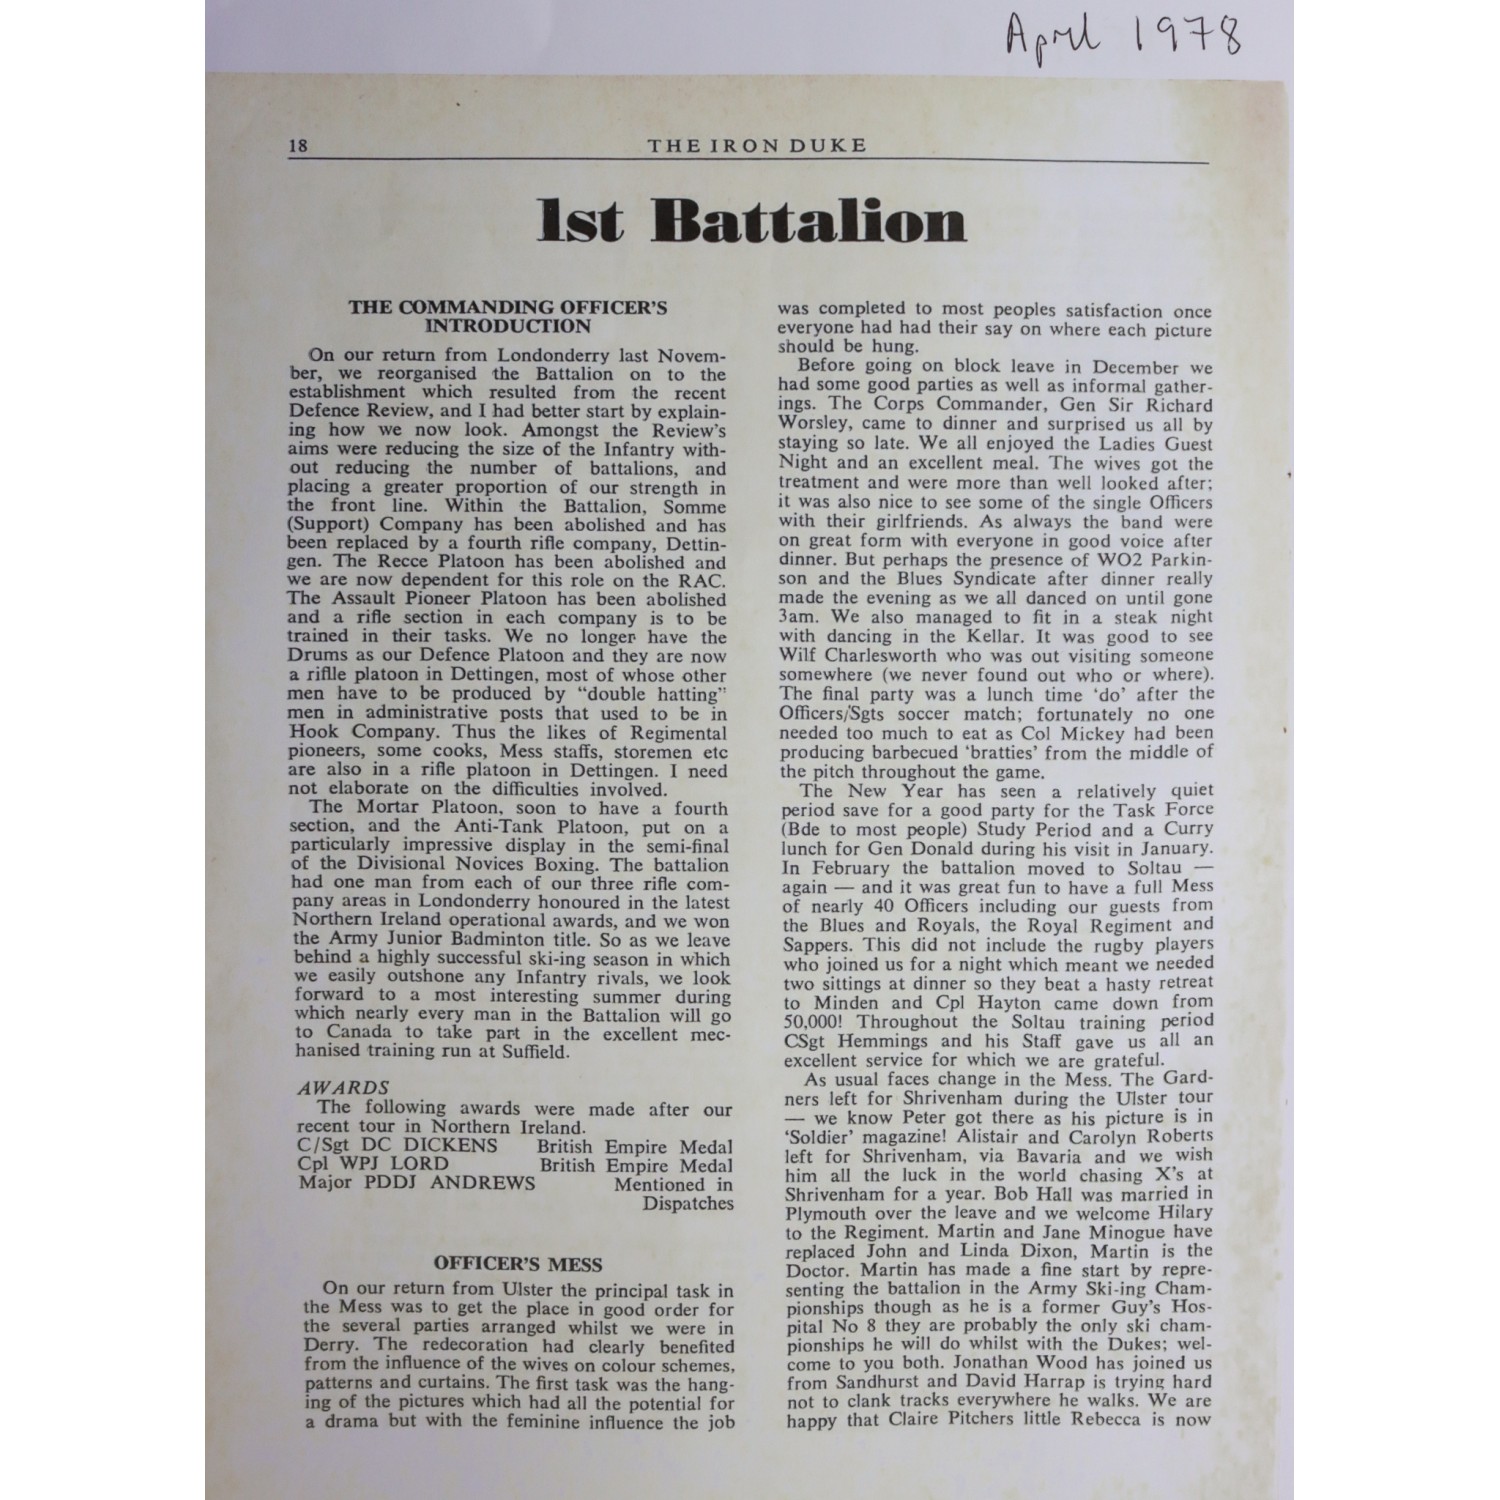 April 1978
18
THE IRON DUKE
1st Battalion
THE COMMANDING OFFICER'S
INTRODUCTION
On our return from Londonderry last Novem-
ber, we reorganised the Battalion on to the
establishment which resulted from the recent
Defence Review, and I had better start by explain-
ing how we now look. Amongst the Review's
aims were reducing the size of the Infantry with-
out reducing the number of battalions, and
placing a greater proportion of our strength in
the front line. Within the Battalion, Somme
(Support) Company has been abolished and has
been replaced by a fourth rifle company, Dettin-
gen. The Recce Platoon has been abolished and
we are now dependent for this role on the RAC.
The Assault Pioneer Platoon has been abolished
and a rifle section in each company is to be
trained in their tasks. We no longer have the
Drums as our Defence Platoon and they are now
a riflle platoon in Dettingen, most of whose other
men have to be produced by "double hatting"
men in administrative posts that used to be in
Hook Company. Thus the likes of Regimental
pioneers, some cooks, Mess staffs, storemen etc
are also in a rifle platoon in Dettingen. I need
not elaborate on the difficulties involved.
The Mortar Platoon, soon to have a fourth
section, and the Anti-Tank Platoon, put on a
particularly impressive display in the semi-final
of the Divisional Novices Boxing. The battalion
had one man from each of our three rifle com-
pany areas in Londonderry honoured in the latest
Northern Ireland operational awards, and we won
the Army Junior Badminton title. So as we leave
behind a highly successful ski-ing season in which
we easily outshone any Infantry rivals, we look
forward to a most interesting summer during
which nearly every man in the Battalion will go
to Canada to take part in the excellent mec-
hanised training run at Suffield.
AWARDS
The following awards were made after our
recent tour in Northern Ireland.
C/Sgt DC DICKENS British Empire Medal
Cpl WPJ LORD British Empire Medal
Major PDDJ ANDREWS Mentioned in
Dispatches
OFFICER'S MESS
On our return from Ulster the principal task in
the Mess was to get the place in good order for
the several parties arranged whilst we were in
Derry. The redecoration had clearly benefited
from the influence of the wives on colour schemes,
patterns and curtains. The first task was the hang-
ing of the pictures which had all the potential for
a drama but with the feminine influence the job
was completed to most peoples satisfaction once
everyone had had their say on where each picture
should be hung.
Before going on block leave in December we
had some good parties as well as informal gather-
ings. The Corps Commander, Gen Sir Richard
Worsley, came to dinner and surprised us all by
staying so late. We all enjoyed the Ladies Guest
Night and an excellent meal. The wives got the
treatment and were more than well looked after;
it was also nice to see some of the single Officers
with their girlfriends. As always the band were
on great form with everyone in good voice after
dinner. But perhaps the presence of WO2 Parkin-
son and the Blues Syndicate after dinner really
made the evening as we all danced on until gone
3am. We also managed to fit in a steak night
with dancing in the Kellar. It was good to see
Wilf Charlesworth who was out visiting someone
somewhere (we never found out who or where).
The final party was a lunch time 'do' after the
Officers/Sgts soccer match; fortunately no one
needed too much to eat as Col Mickey had been
producing barbecued 'bratties' from the middle of
the pitch throughout the game.
The New Year has seen a relatively quiet
period save for a good party for the Task Force
(Bde to most people) Study Period and a Curry
lunch for Gen Donald during his visit in January.
In February the battalion moved to Soltau —
again — and it was great fun to have a full Mess
of nearly 40 Officers including our guests from
the Blues and Royals, the Royal Regiment and
Sappers. This did not include the rugby players
who joined us for a night which meant we needed
two sittings at dinner so they beat a hasty retreat
to Minden and Cpl Hayton came down from
50,000! Throughout the Soltau training period
CSgt Hemmings and his Staff gave us all an
excellent service for which we are grateful.
As usual faces change in the Mess. The Gard-
ners left for Shrivenham during the Ulster tour
— we know Peter got there as his picture is in
'Soldier' magazine! Alistair and Carolyn Roberts
left for Shrivenham, via Bavaria and we wish
him all the luck in the world chasing X's at
Shrivenham for a year. Bob Hall was married in
Plymouth over the leave and we welcome Hilary
to the Regiment. Martin and Jane Minogue have
replaced John and Linda Dixon, Martin is the
Doctor. Martin has made a fine start by repre-
senting the battalion in the Army Ski-ing Cham-
pionships though as he is a former Guy's Hos-
pital No 8 they are probably the only ski cham-
pionships he will do whilst with the Dukes; wel-
come to you both. Jonathan Wood has joined us
from Sandhurst and David Harrap is trying hard
not to clank tracks everywhere he walks. We are
happy that Claire Pitchers little Rebecca is now